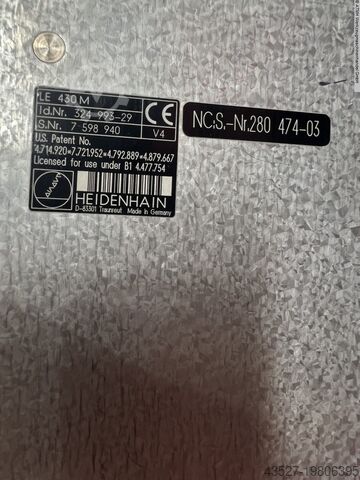 LE 430 M
Id.Nr. 324 993-29
S.Nr. 7 598 940
V4
CE
U.S. Patent No.
4.714.920*7.721.952*4.792.889*4.879.667
Licensed for use under B1 4.477.754
HEIDENHAIN
D-83301 Traunreut Made in Germany
NC;S.-Nr.280 474-03
43527-19806395